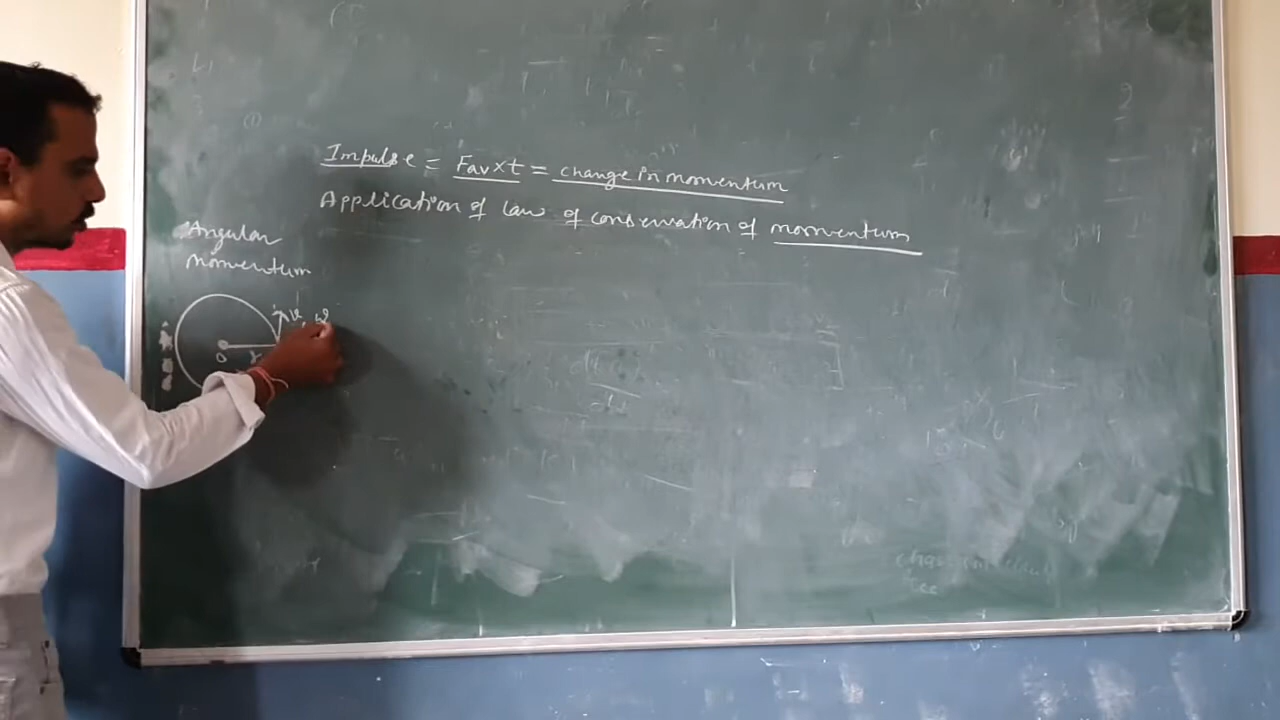 Impulse = Fav×t = change in momentum
Application of law of conservation of momentum
Angular
momentum
v
ω
O
r